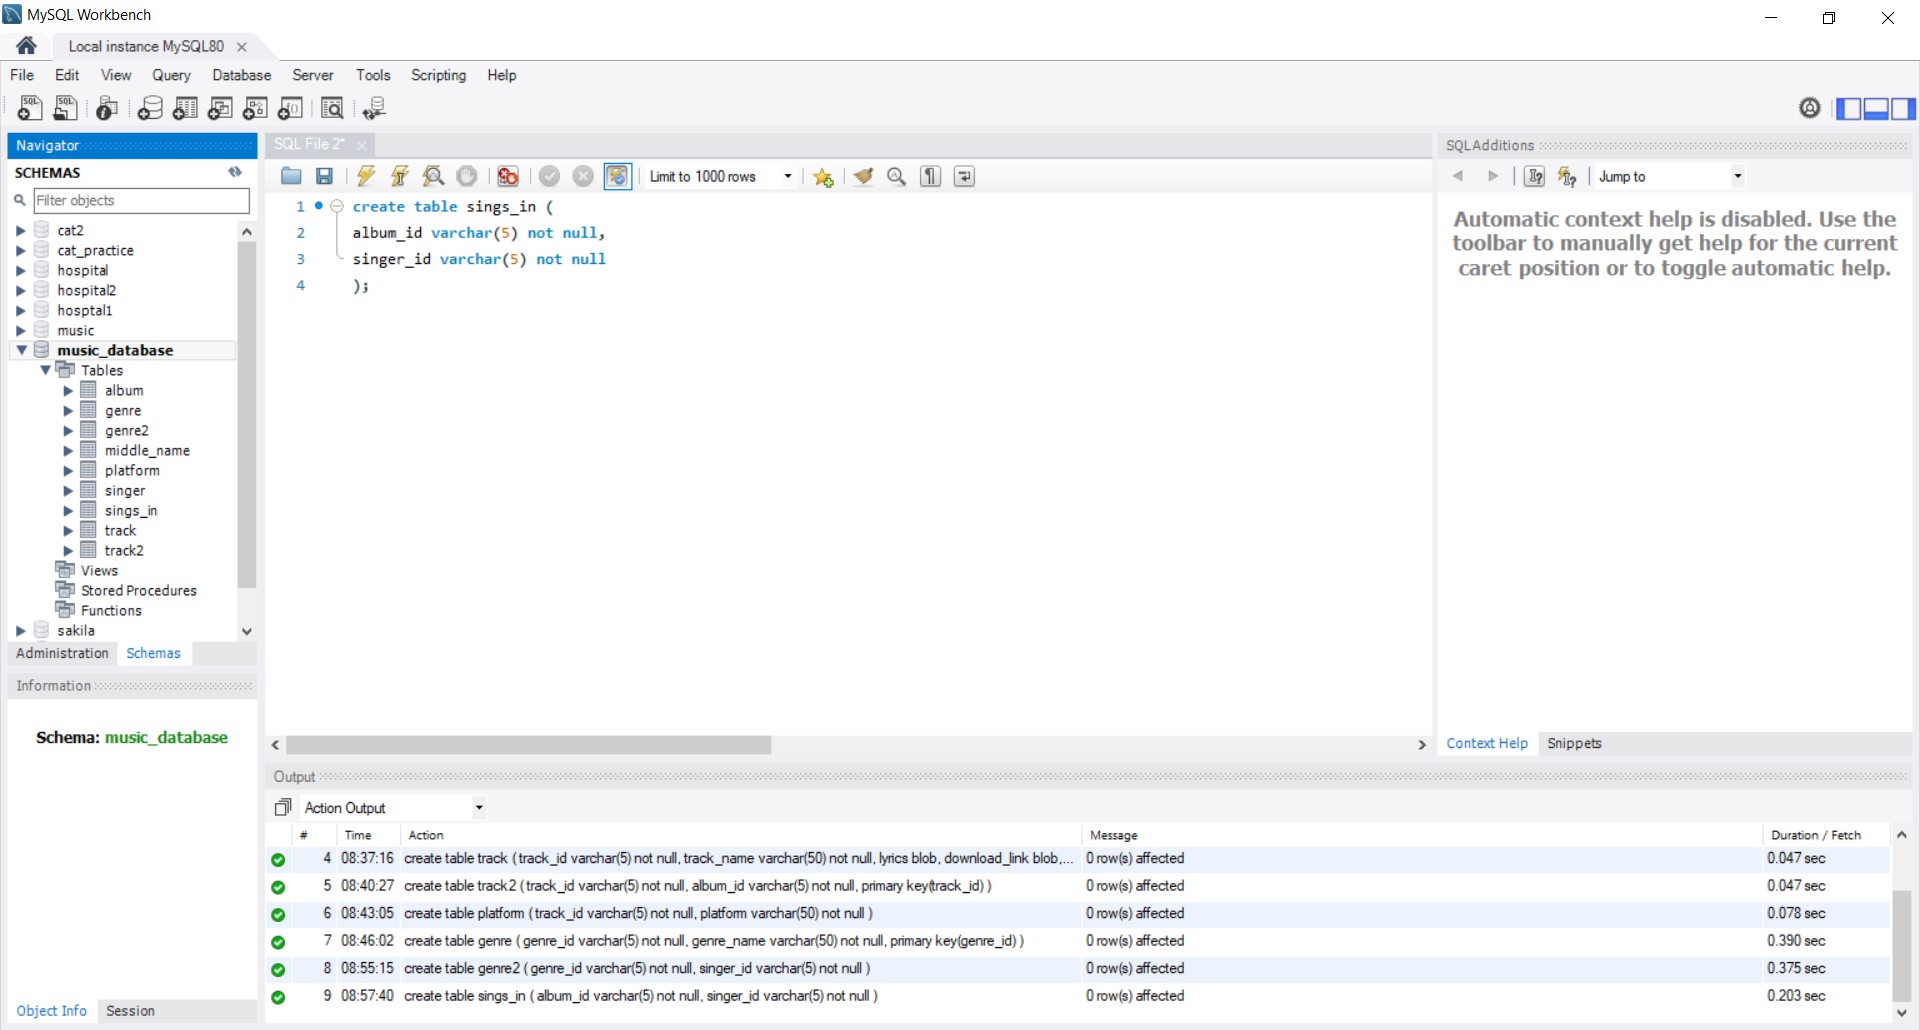 MySQL Workbench
Local instance MySQL80
File Edit View Query Database Server Tools Scripting Help
Navigator
SCHEMAS
Filter objects
cat2
cat_practice
hospital
hospital2
hosptal1
music
music_database
Tables
album
genre
genre2
middle_name
platform
singer
sings_in
track
track2
Views
Stored Procedures
Functions
sakila
Administration Schemas
Information
Schema: music_database
Object Info Session
SQL File 2*
Limit to 1000 rows
1 create table sings_in (
2 album_id varchar(5) not null,
3 singer_id varchar(5) not null
4 );
SQLAdditions
Jump to
Automatic context help is disabled. Use the
toolbar to manually get help for the current
caret position or to toggle automatic help.
Context Help Snippets
Output
Action Output
# Time Action Message Duration / Fetch
4 08:37:16 create table track ( track_id varchar(5) not null, track_name varchar(50) not null, lyrics blob, download_link blob,... 0 row(s) affected 0.047 sec
5 08:40:27 create table track2 ( track_id varchar(5) not null, album_id varchar(5) not null, primary key(track_id) ) 0 row(s) affected 0.047 sec
6 08:43:05 create table platform ( track_id varchar(5) not null, platform varchar(50) not null ) 0 row(s) affected 0.078 sec
7 08:46:02 create table genre ( genre_id varchar(5) not null, genre_name varchar(50) not null, primary key(genre_id) ) 0 row(s) affected 0.390 sec
8 08:55:15 create table genre2 ( genre_id varchar(5) not null, singer_id varchar(5) not null ) 0 row(s) affected 0.375 sec
9 08:57:40 create table sings_in ( album_id varchar(5) not null, singer_id varchar(5) not null ) 0 row(s) affected 0.203 sec